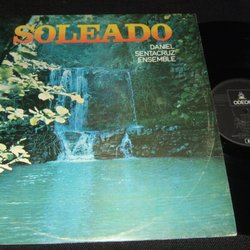 SOLEADO
DANIEL
SENTACRUZ
ENSEMBLE
ODEON